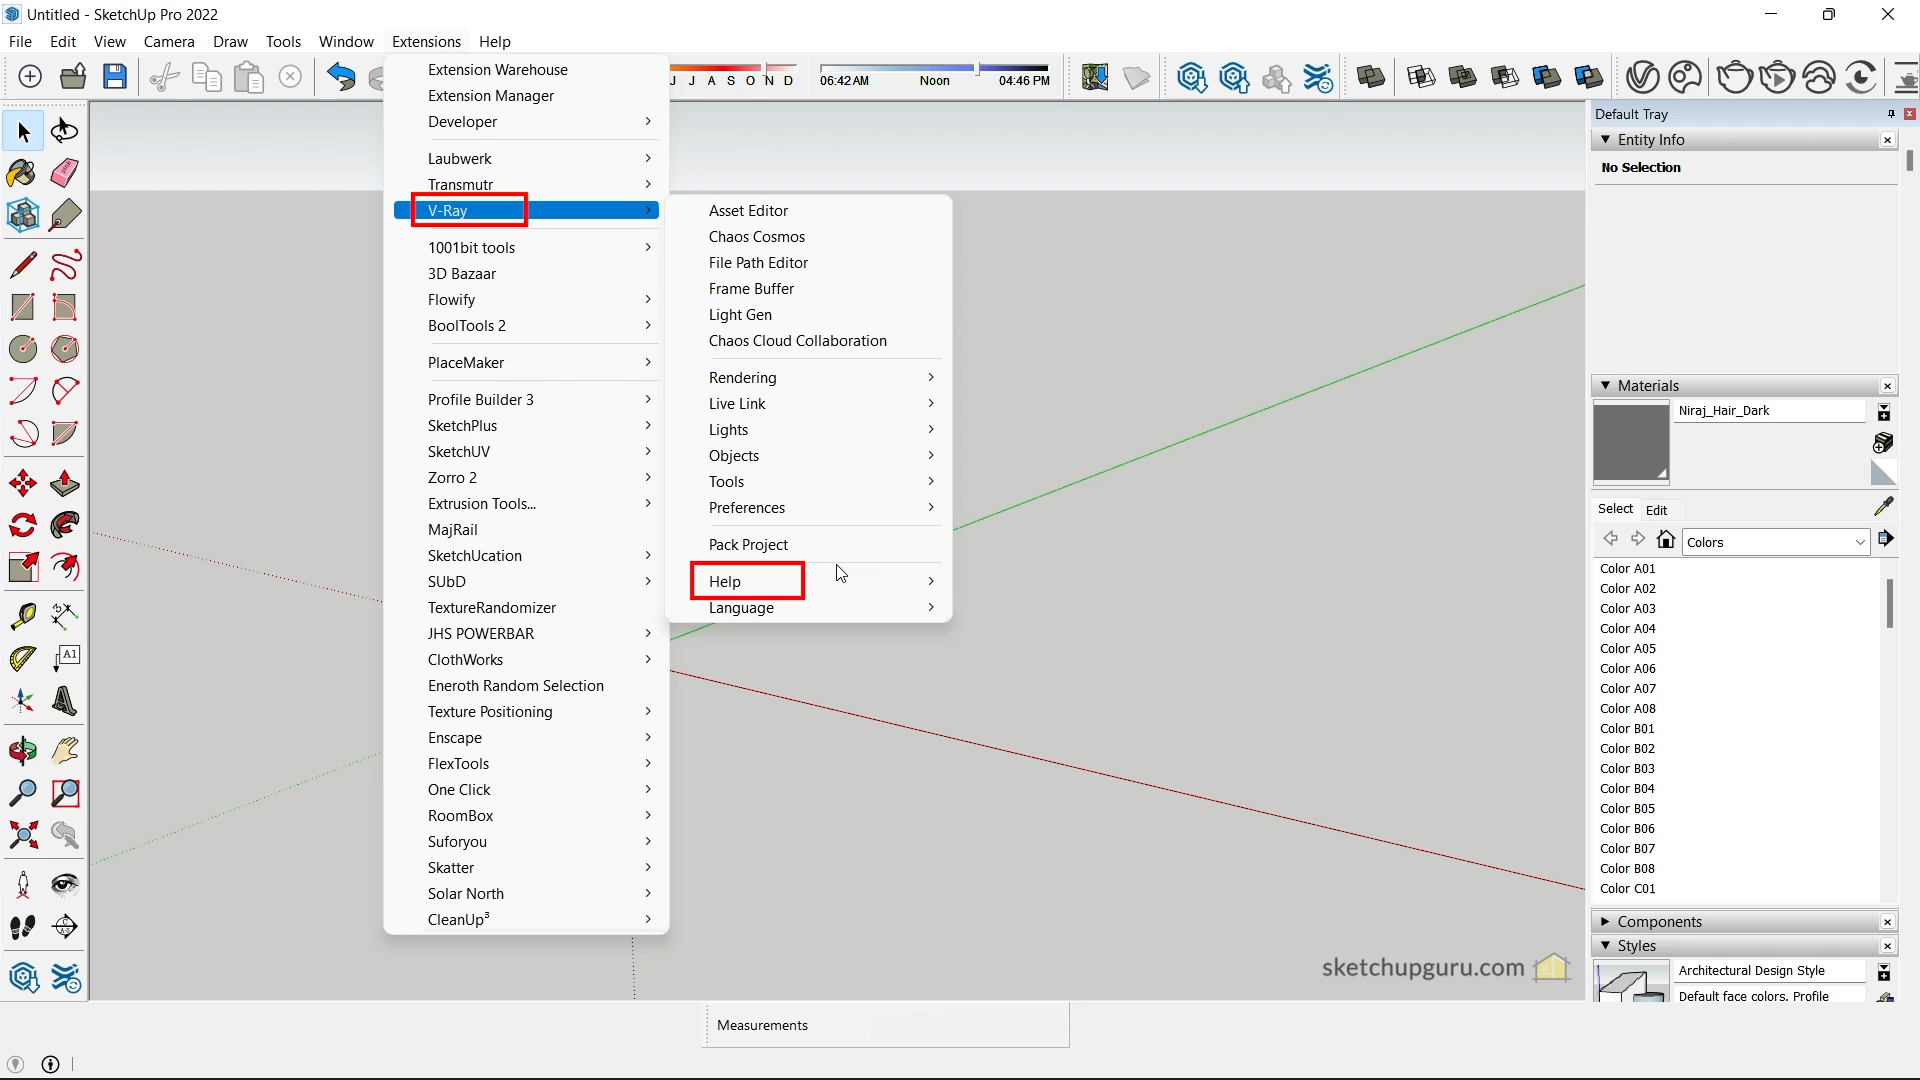 Untitled - SketchUp Pro 2022
File Edit View Camera Draw Tools Window Extensions Help
J J A S O N D
06:42 AM Noon 04:46 PM
Extension Warehouse
Extension Manager
Developer
Laubwerk
Transmutr
V-Ray
1001bit tools
3D Bazaar
Flowify
BoolTools 2
PlaceMaker
Profile Builder 3
SketchPlus
SketchUV
Zorro 2
Extrusion Tools...
MajRail
SketchUcation
SUbD
TextureRandomizer
JHS POWERBAR
ClothWorks
Eneroth Random Selection
Texture Positioning
Enscape
FlexTools
One Click
RoomBox
Suforyou
Skatter
Solar North
CleanUp³
Asset Editor
Chaos Cosmos
File Path Editor
Frame Buffer
Light Gen
Chaos Cloud Collaboration
Rendering
Live Link
Lights
Objects
Tools
Preferences
Pack Project
Help
Language
Default Tray
Entity Info
No Selection
Materials
Niraj_Hair_Dark
Select Edit
Colors
Color A01
Color A02
Color A03
Color A04
Color A05
Color A06
Color A07
Color A08
Color B01
Color B02
Color B03
Color B04
Color B05
Color B06
Color B07
Color B08
Color C01
Components
Styles
Architectural Design Style
Default face colors. Profile
A1
sketchupguru.com
Measurements